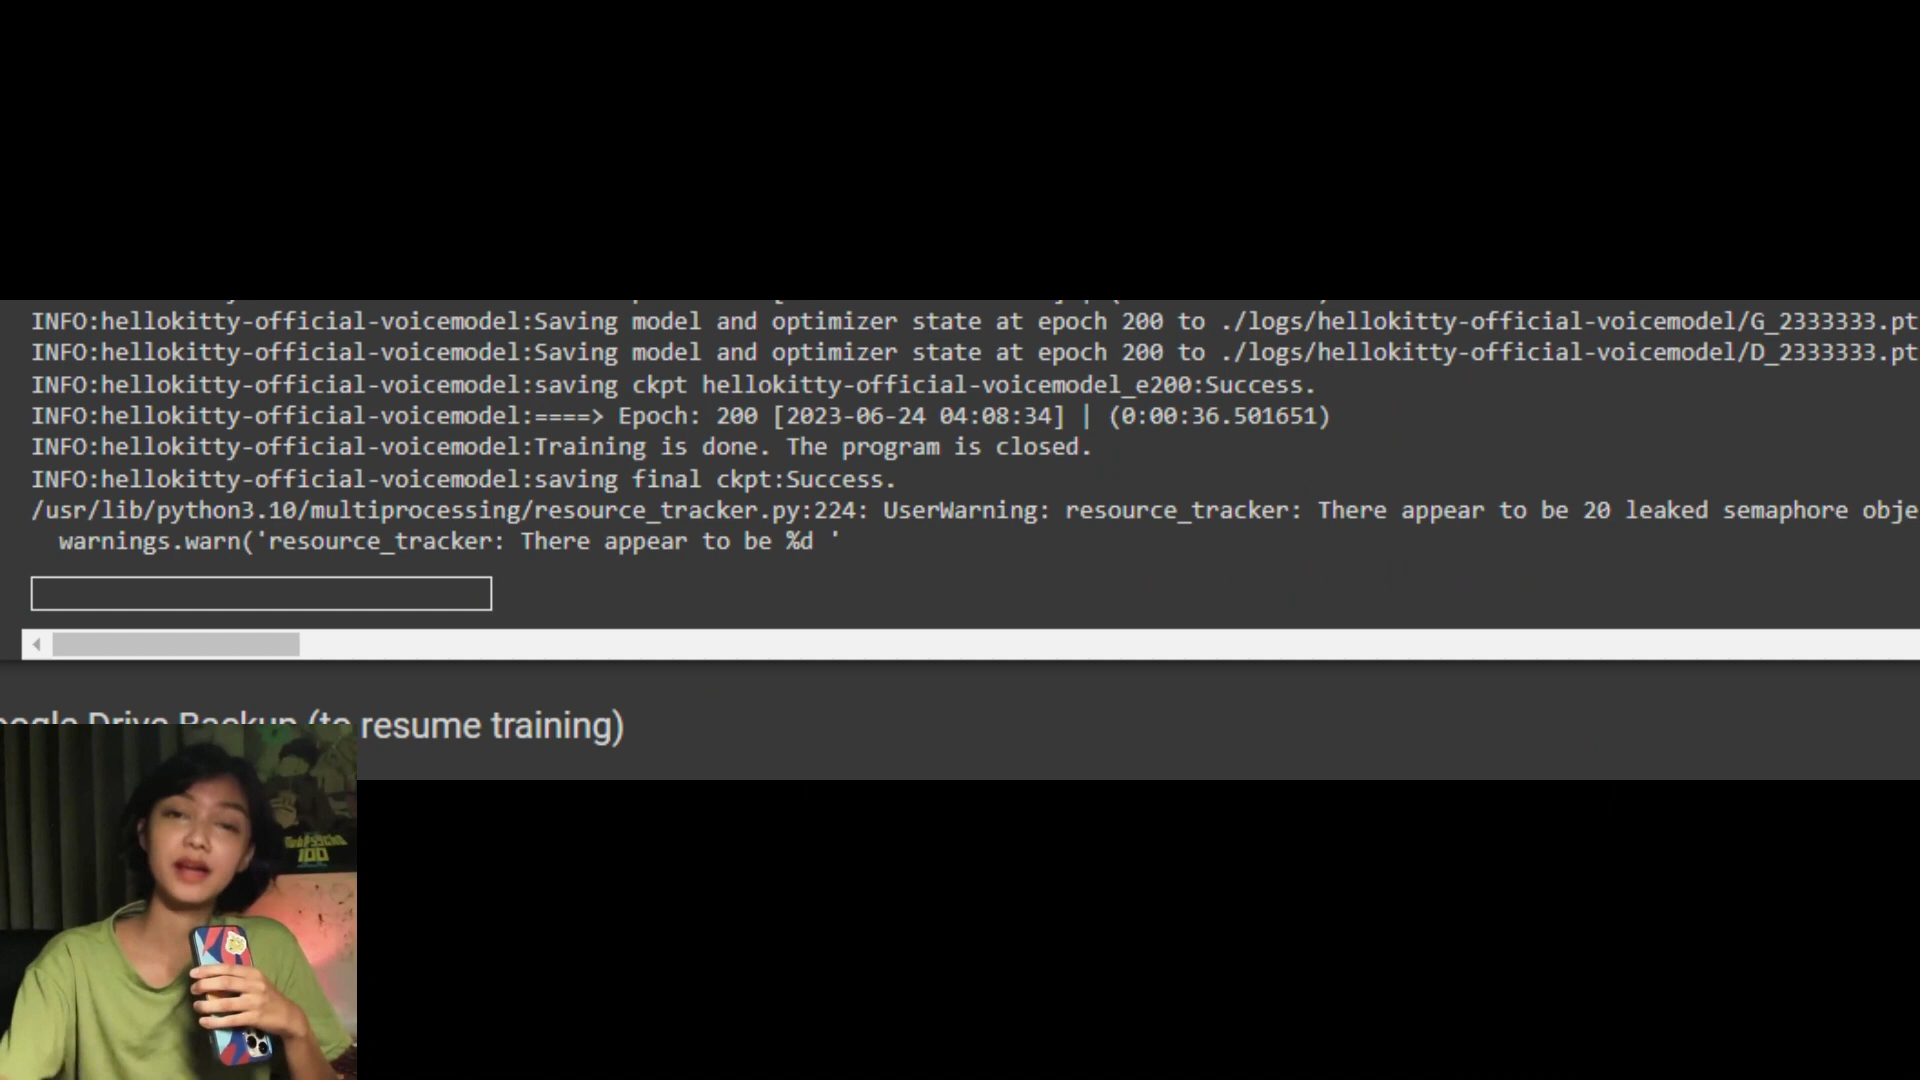 INFO:hellokitty-official-voicemodel:Saving model and optimizer state at epoch 200 to ./logs/hellokitty-official-voicemodel/G_2333333.pt
INFO:hellokitty-official-voicemodel:Saving model and optimizer state at epoch 200 to ./logs/hellokitty-official-voicemodel/D_2333333.pt
INFO:hellokitty-official-voicemodel:saving ckpt hellokitty-official-voicemodel_e200:Success.
INFO:hellokitty-official-voicemodel:====> Epoch: 200 [2023-06-24 04:08:34] | (0:00:36.501651)
INFO:hellokitty-official-voicemodel:Training is done. The program is closed.
INFO:hellokitty-official-voicemodel:saving final ckpt:Success.
/usr/lib/python3.10/multiprocessing/resource_tracker.py:224: UserWarning: resource_tracker: There appear to be 20 leaked semaphore obje
warnings.warn('resource_tracker: There appear to be %d '
Drive Backup (to resume training)
100